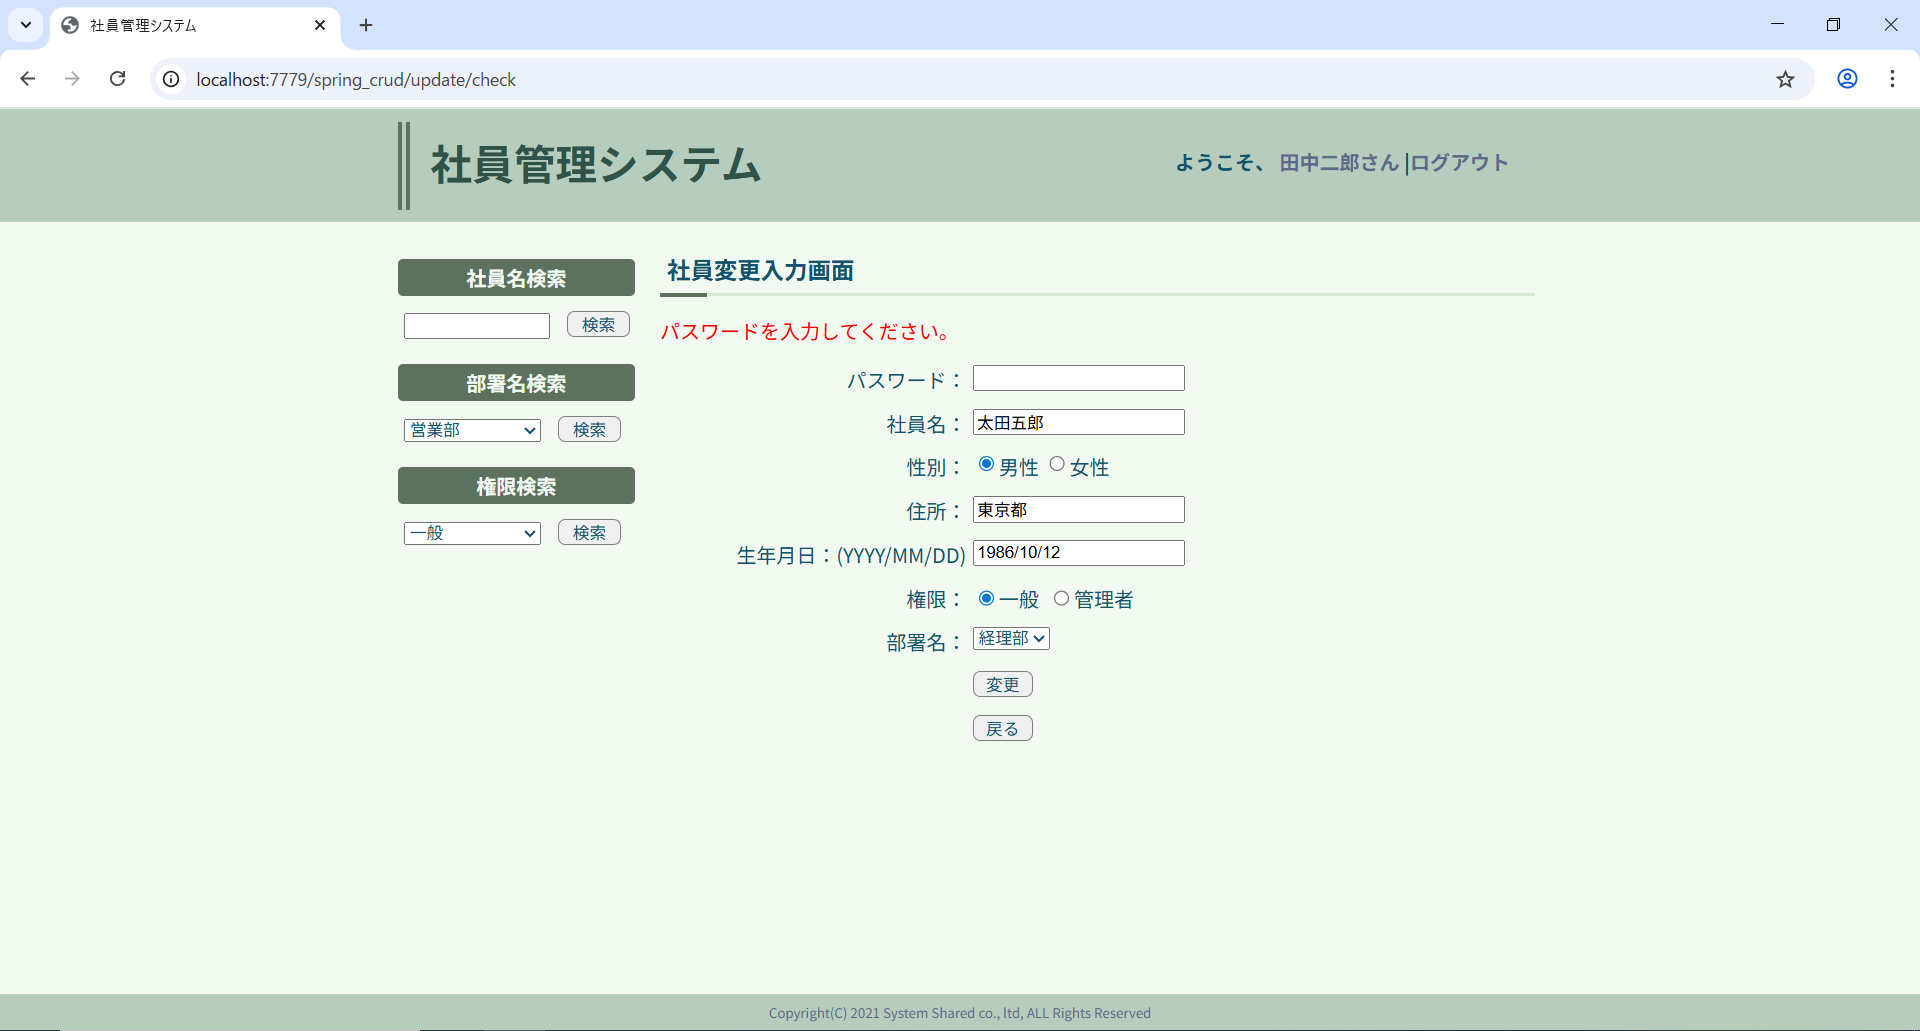 社員管理システム
localhost:7779/spring_crud/update/check
社員管理システム
ようこそ、 田中二郎さん |ログアウト
社員名検索
検索
部署名検索
営業部 検索
権限検索
一般 検索
社員変更入力画面
パスワードを入力してください。
パスワード：
社員名： 太田五郎
性別： 男性 女性
住所： 東京都
生年月日：(YYYY/MM/DD) 1986/10/12
権限： 一般 管理者
部署名： 経理部
変更
戻る
Copyright(C) 2021 System Shared co., ltd, ALL Rights Reserved